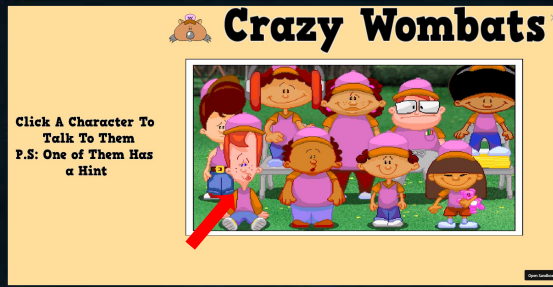 Crazy Wombats
Click A Character To
Talk To Them
P.S: One of Them Has
a Hint